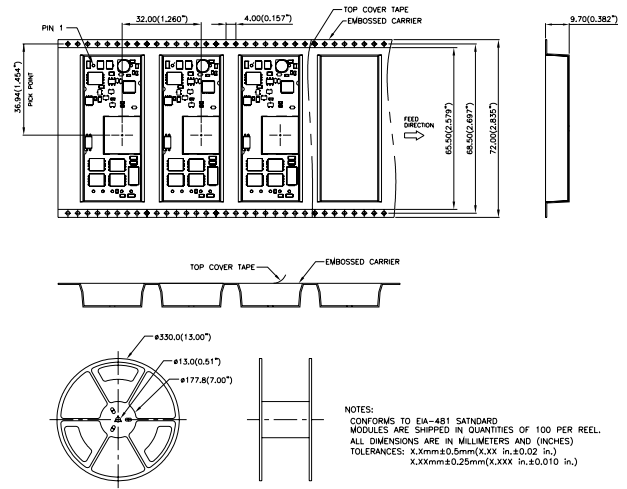 TOP COVER TAPE
EMBOSSED CARRIER
32.00(1.260")
4.00(0.157")
9.70(0.382")
PIN 1
36.94(1.454")
PICK POINT
FEED
DIRECTION
65.50(2.579")
68.50(2.697")
72.00(2.835")
TOP COVER TAPE
EMBOSSED CARRIER
ø330.0(13.00")
ø13.0(0.51")
ø177.8(7.00")
NOTES:
CONFORMS TO EIA-481 SATNDARD
MODULES ARE SHIPPED IN QUANTITIES OF 100 PER REEL.
ALL DIMENSIONS ARE IN MILLIMETERS AND (INCHES)
TOLERANCES: X.Xmm±0.5mm(X.XX in.±0.02 in.)
X.XXmm±0.25mm(X.XXX in.±0.010 in.)